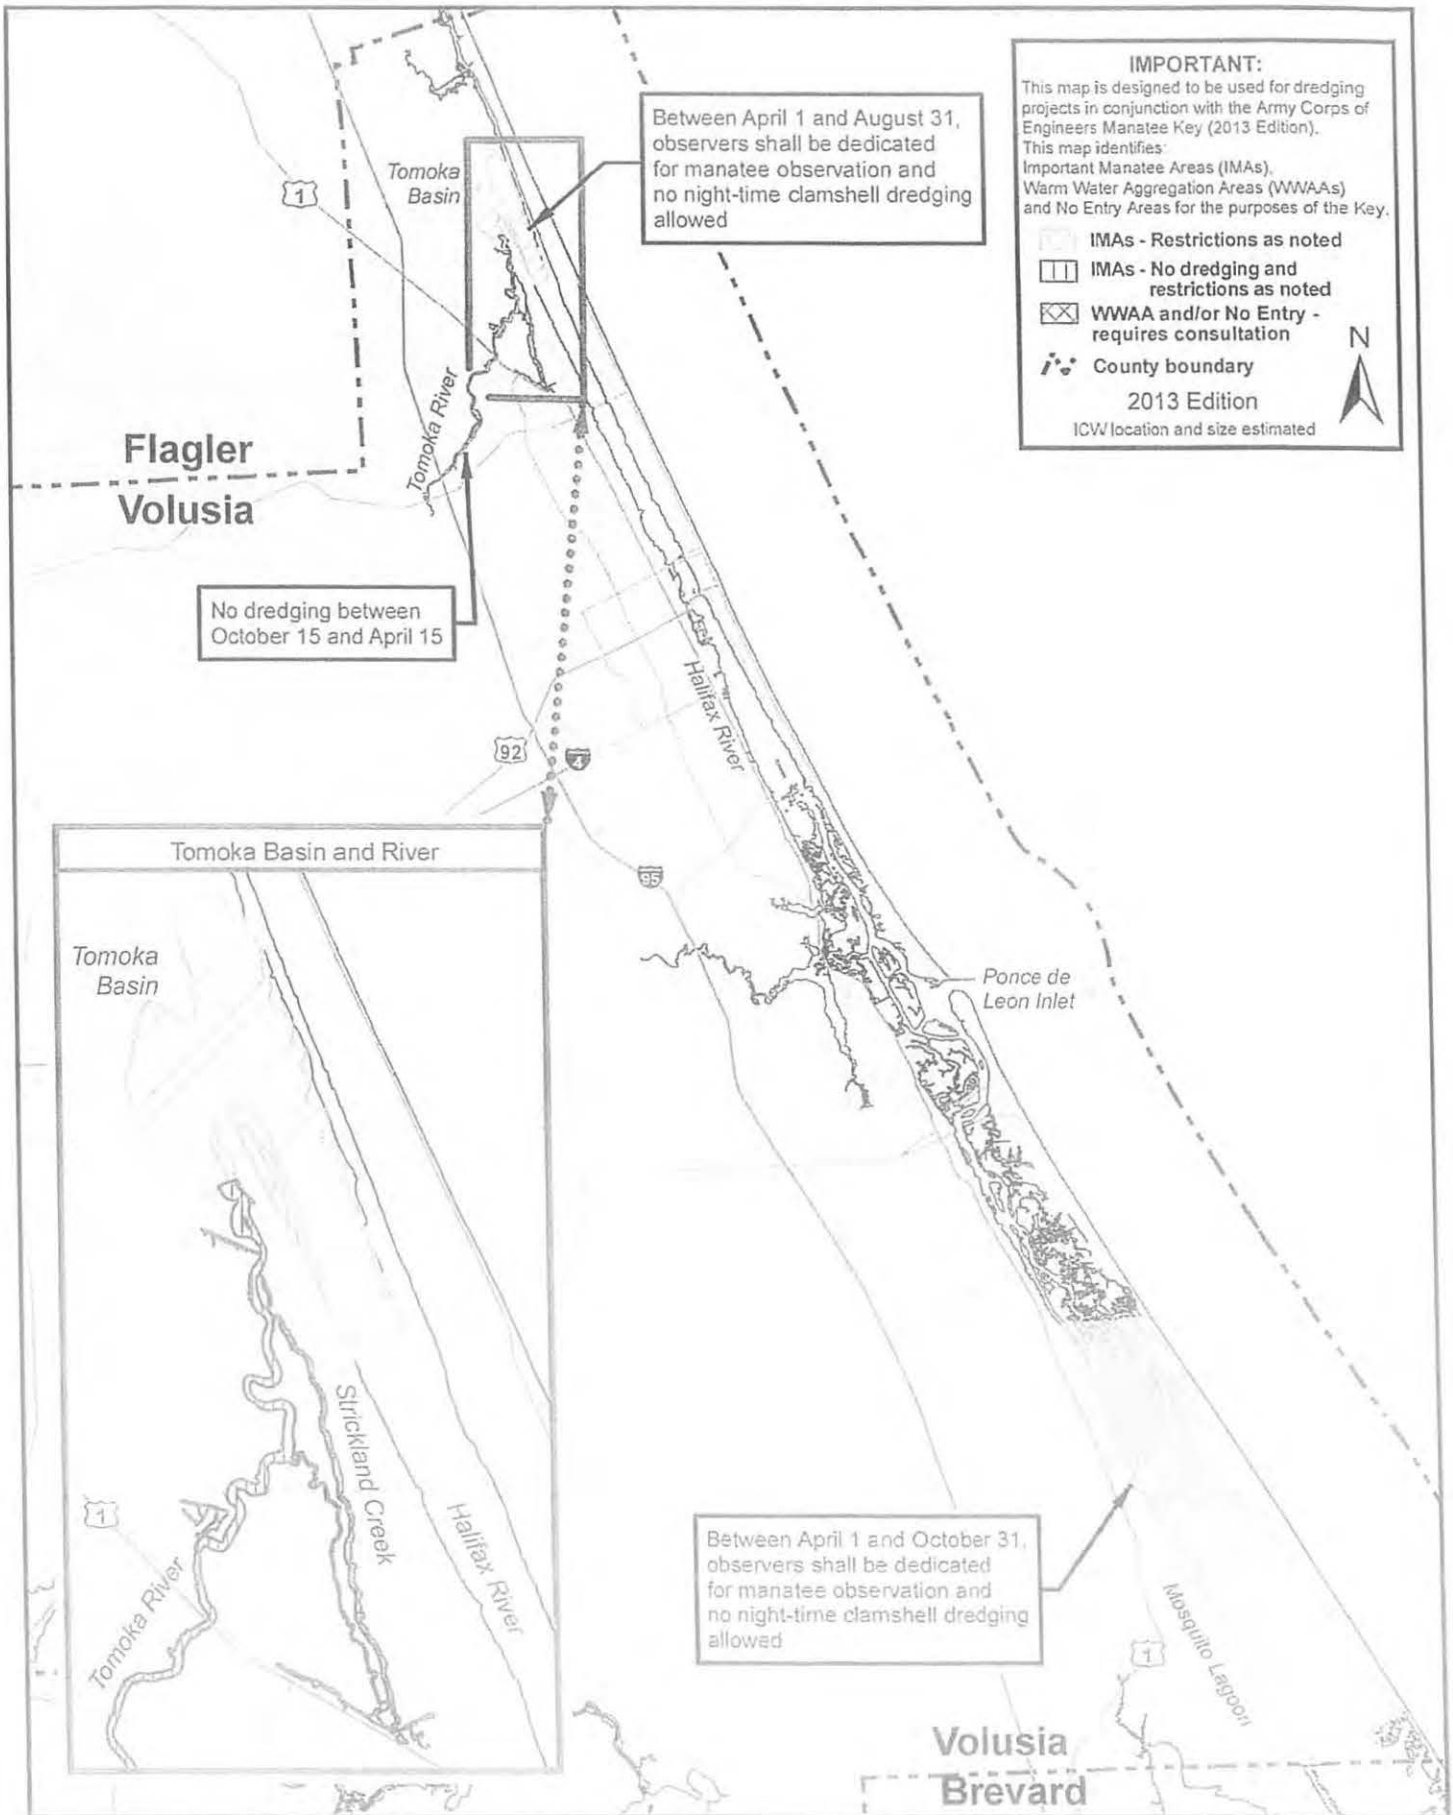 IMPORTANT:
This map is designed to be used for dredging
projects in conjunction with the Army Corps of
Engineers Manatee Key (2013 Edition).
This map identifies:
Important Manatee Areas (IMAs),
Warm Water Aggregation Areas (WWAAs)
and No Entry Areas for the purposes of the Key.
IMAs - Restrictions as noted
IMAs - No dredging and
restrictions as noted
WWAA and/or No Entry -
requires consultation
County boundary
2013 Edition
ICW location and size estimated
N
Between April 1 and August 31,
observers shall be dedicated
for manatee observation and
no night-time clamshell dredging
allowed
Tomoka
Basin
1
Tomoka River
Flagler
Volusia
No dredging between
October 15 and April 15
Halifax River
92
4
95
Ponce de
Leon Inlet
Tomoka Basin and River
Tomoka
Basin
Strickland Creek
Halifax River
1
Tomoka River
Between April 1 and October 31,
observers shall be dedicated
for manatee observation and
no night-time clamshell dredging
allowed
Mosquito Lagoon
1
Volusia
Brevard